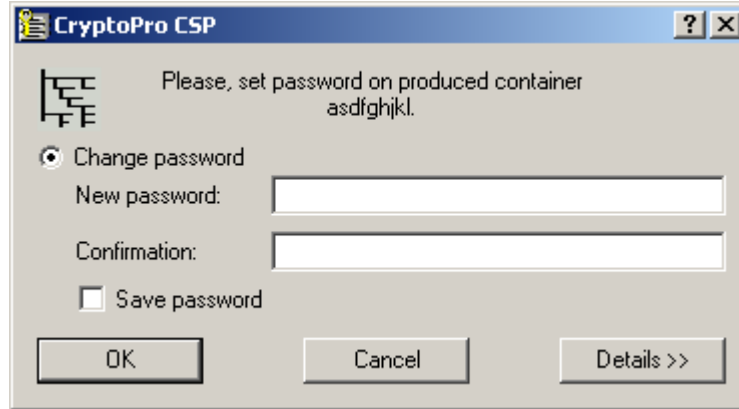 CryptoPro CSP
Please, set password on produced container
asdfghjkl.
Change password
New password:
Confirmation:
Save password
OK Cancel Details >>